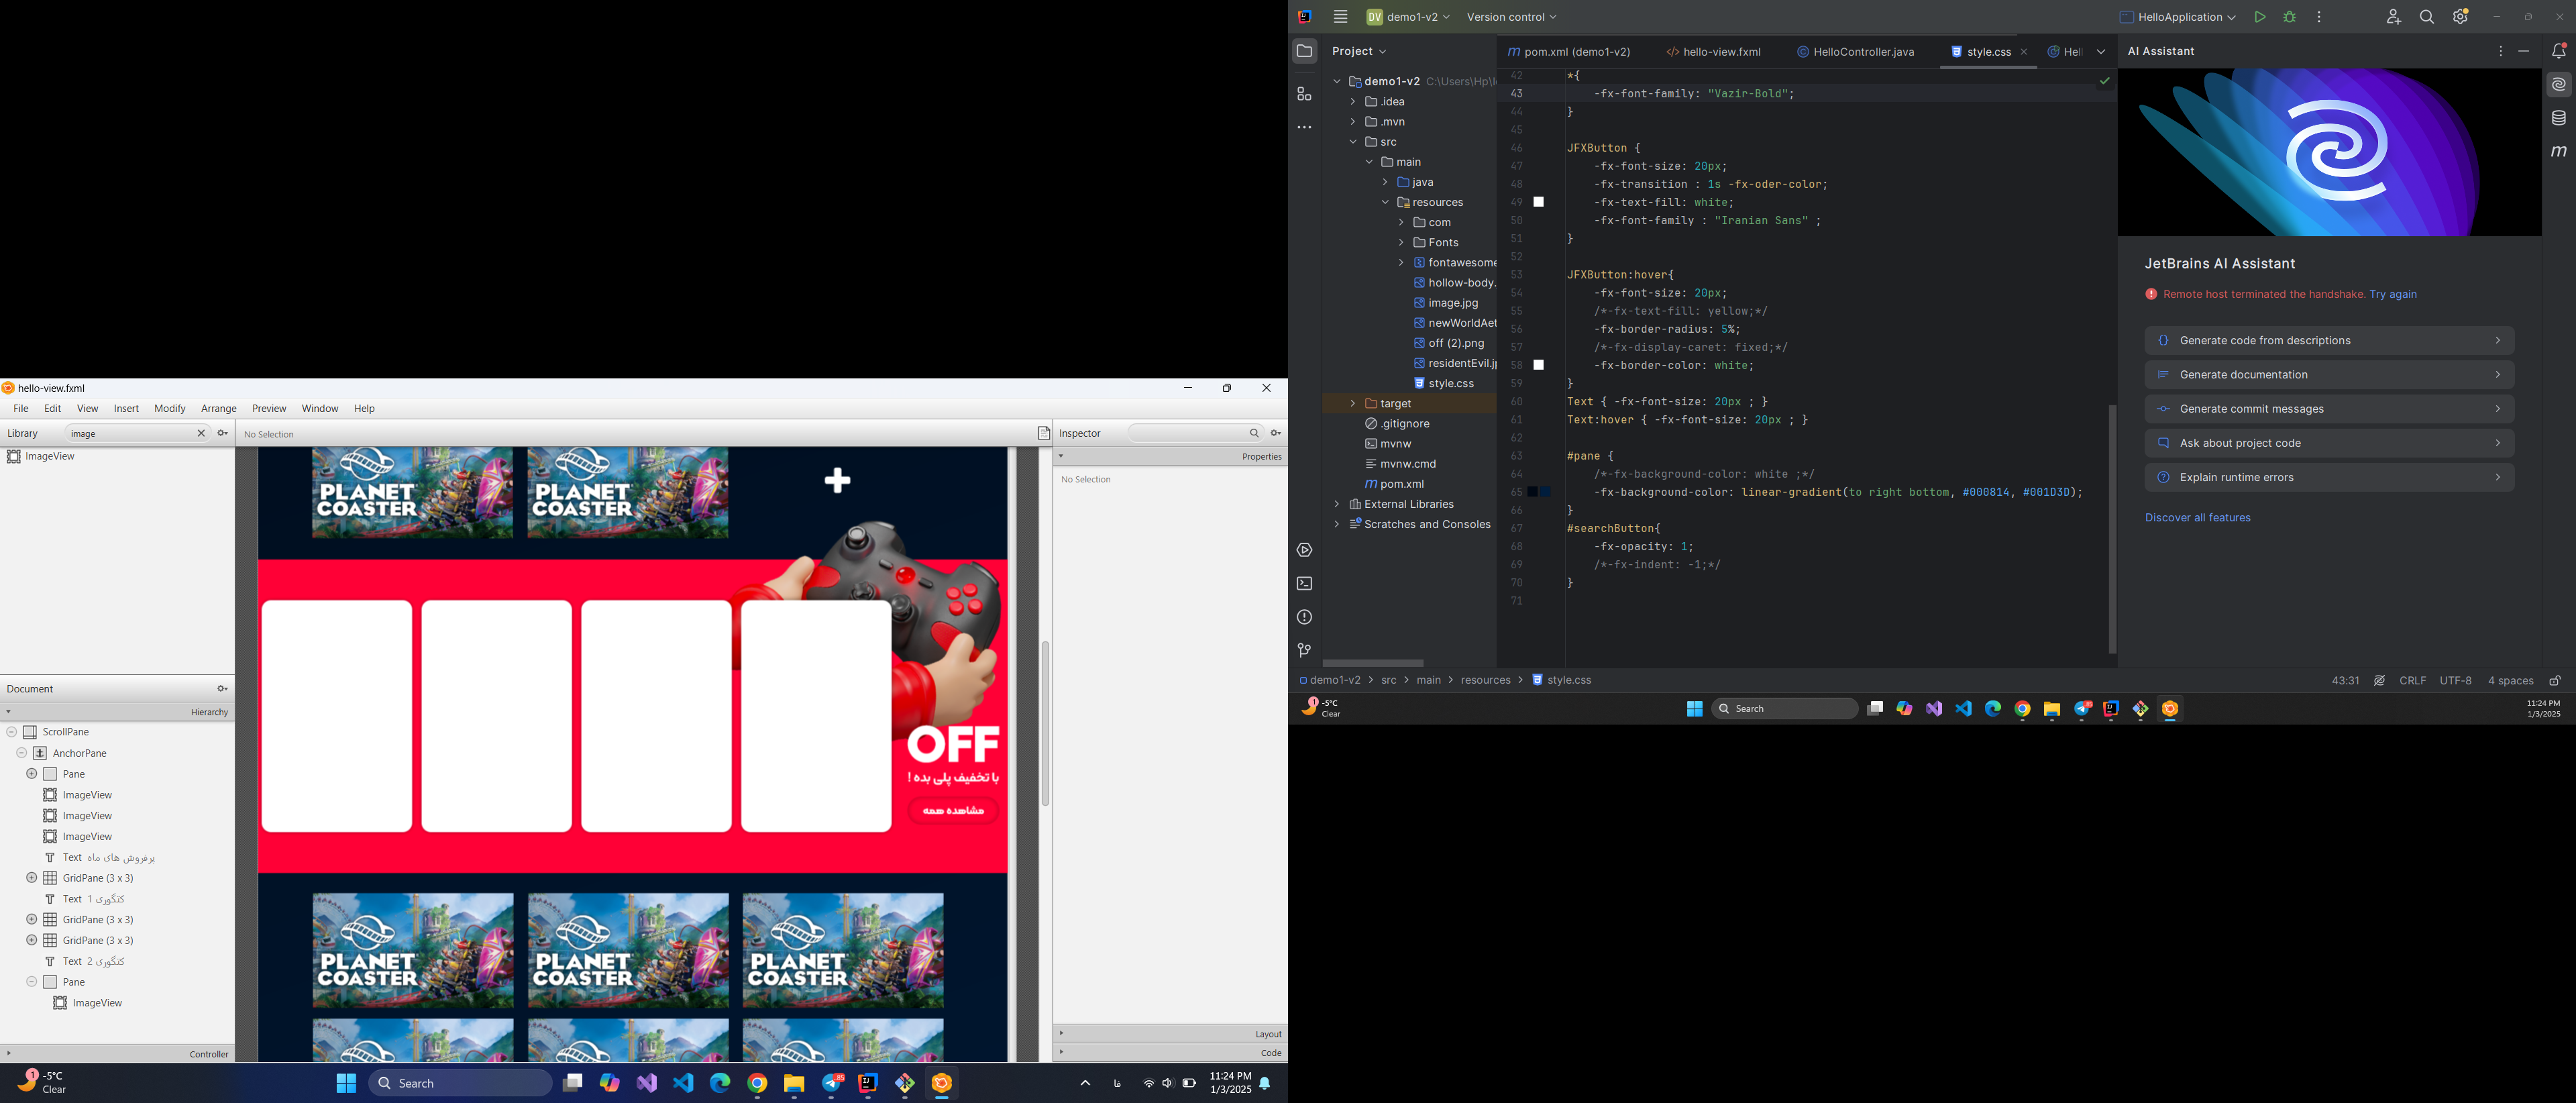 hello-view.fxml
File Edit View Insert Modify Arrange Preview Window Help
Library
image
No Selection
ImageView
PLANET COASTER
PLANET COASTER
OFF
با تخفیف پلی بده !
مشاهده همه
PLANET COASTER
PLANET COASTER
PLANET COASTER
Inspector
Properties
No Selection
Layout
Code
Document
Hierarchy
ScrollPane
AnchorPane
Pane
ImageView
ImageView
ImageView
Text پرفروش های ماه
GridPane (3 x 3)
Text کتگوری 1
GridPane (3 x 3)
GridPane (3 x 3)
Text کتگوری 2
Pane
ImageView
Controller
1
-5°C
Clear
Search
85
فا
11:24 PM
1/3/2025
DV demo1-v2
Version control
HelloApplication
Project
pom.xml (demo1-v2)
hello-view.fxml
HelloController.java
style.css
Hell
demo1-v2 C:\Users\Hp\I
.idea
.mvn
src
main
java
resources
com
Fonts
fontawesome
hollow-body.
image.jpg
newWorldAet
off (2).png
residentEvil.j
style.css
target
.gitignore
mvnw
mvnw.cmd
pom.xml
External Libraries
Scratches and Consoles
42 *{
43 -fx-font-family: "Vazir-Bold";
44 }
45
46 JFXButton {
47 -fx-font-size: 20px;
48 -fx-transition : 1s -fx-oder-color;
49 -fx-text-fill: white;
50 -fx-font-family : "Iranian Sans" ;
51 }
52
53 JFXButton:hover{
54 -fx-font-size: 20px;
55 /*-fx-text-fill: yellow;*/
56 -fx-border-radius: 5%;
57 /*-fx-display-caret: fixed;*/
58 -fx-border-color: white;
59 }
60 Text { -fx-font-size: 20px ; }
61 Text:hover { -fx-font-size: 20px ; }
62
63 #pane {
64 /*-fx-background-color: white ;*/
65 -fx-background-color: linear-gradient(to right bottom, #000814, #001D3D);
66 }
67 #searchButton{
68 -fx-opacity: 1;
69 /*-fx-indent: -1;*/
70 }
71
AI Assistant
JetBrains AI Assistant
Remote host terminated the handshake. Try again
Generate code from descriptions
Generate documentation
Generate commit messages
Ask about project code
Explain runtime errors
Discover all features
demo1-v2 > src > main > resources > style.css
43:31 CRLF UTF-8 4 spaces
1
-5°C
Clear
Search
11:24 PM
1/3/2025